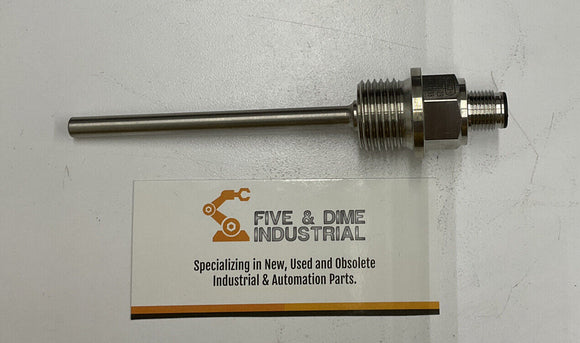 FIVE & DIME
INDUSTRIAL
Specializing in New, Used and Obsolete
Industrial & Automation Parts.